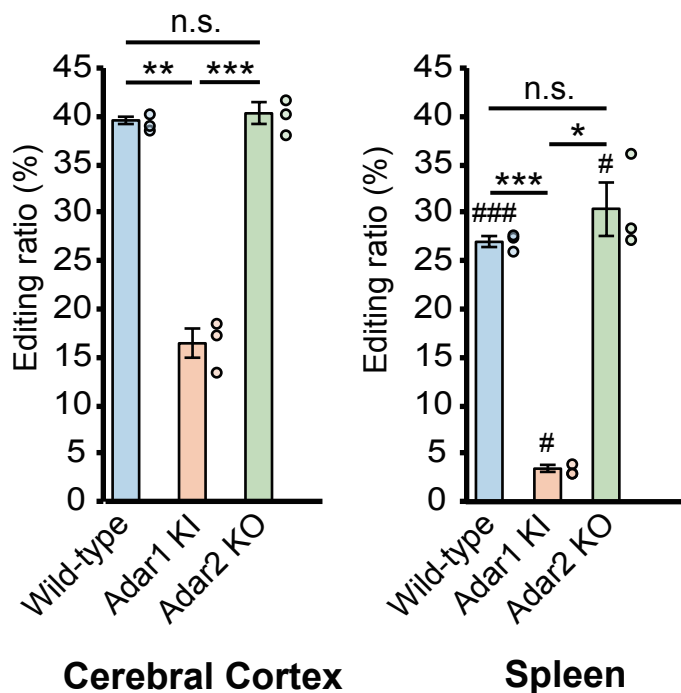 n.s.
** ***
45
40
35
30
25
20
15
10
5
0
Editing ratio (%)
Wild-type
Adar1 KI
Adar2 KO
Cerebral Cortex
n.s.
*
***
#
###
#
45
40
35
30
25
20
15
10
5
0
Editing ratio (%)
Wild-type
Adar1 KI
Adar2 KO
Spleen